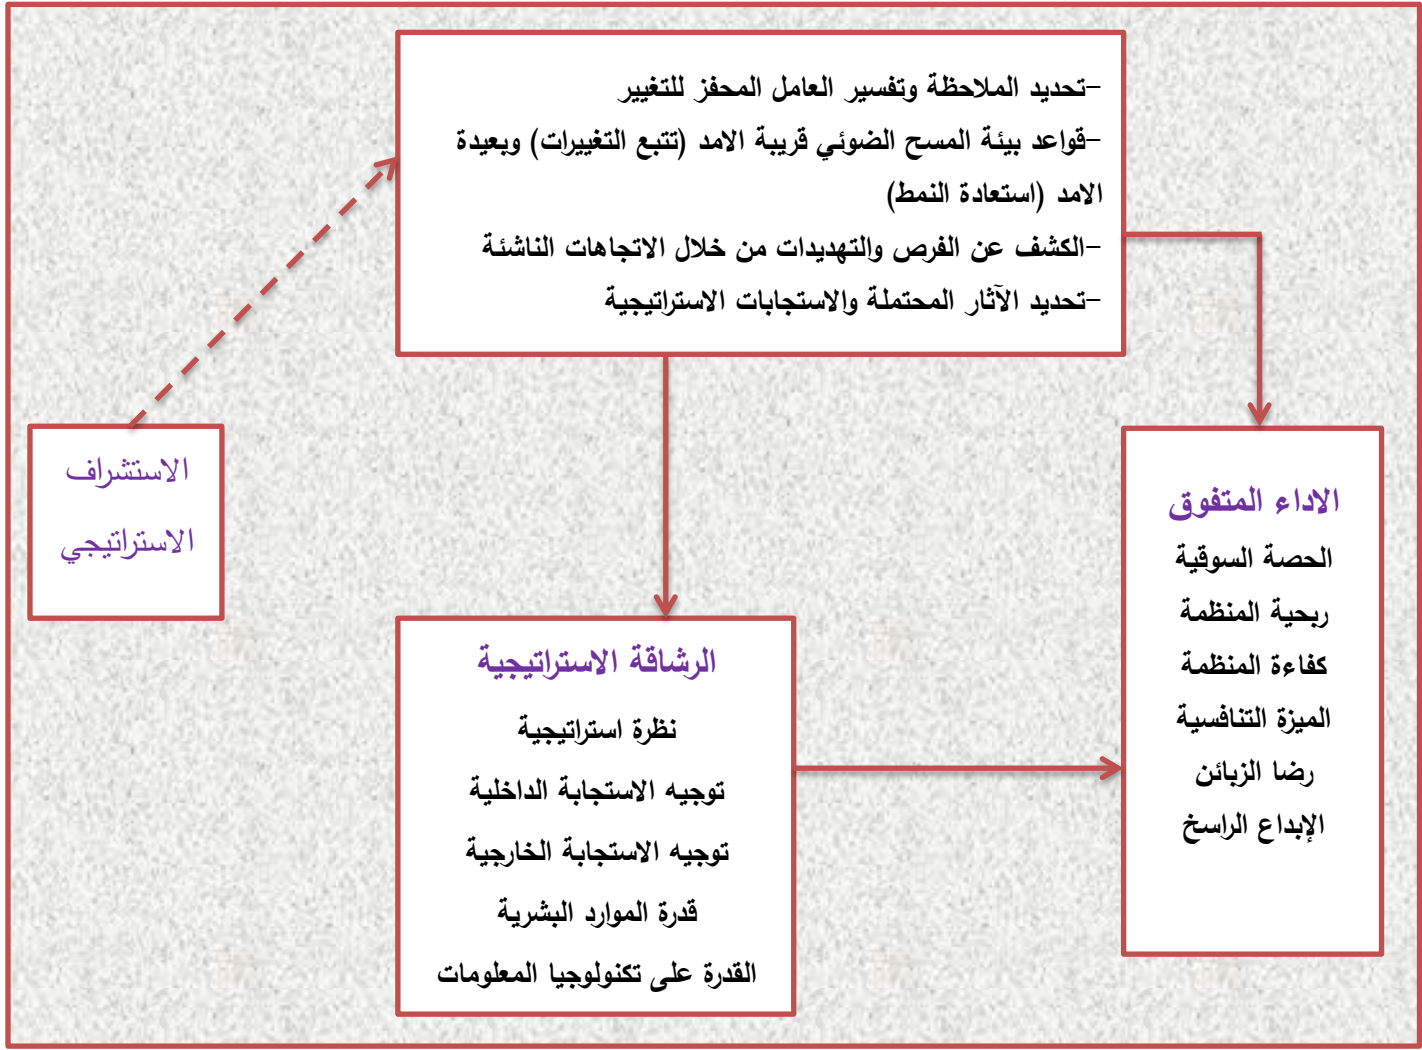 -تحديد الملاحظة وتفسير العامل المحفز للتغيير
-قواعد بيئة المسح الضوئي قريبة الامد (تتبع التغييرات) وبعيدة
الامد (استعادة النمط)
-الكشف عن الفرص والتهديدات من خلال الاتجاهات الناشئة
-تحديد الآثار المحتملة والاستجابات الاستراتيجية
الاستشراف
الاستراتيجي
الاداء المتفوق
الحصة السوقية
ربحية المنظمة
كفاءة المنظمة
الميزة التنافسية
رضا الزبائن
الإبداع الراسخ
الرشاقة الاستراتيجية
نظرة استراتيجية
توجيه الاستجابة الداخلية
توجيه الاستجابة الخارجية
قدرة الموارد البشرية
القدرة على تكنولوجيا المعلومات